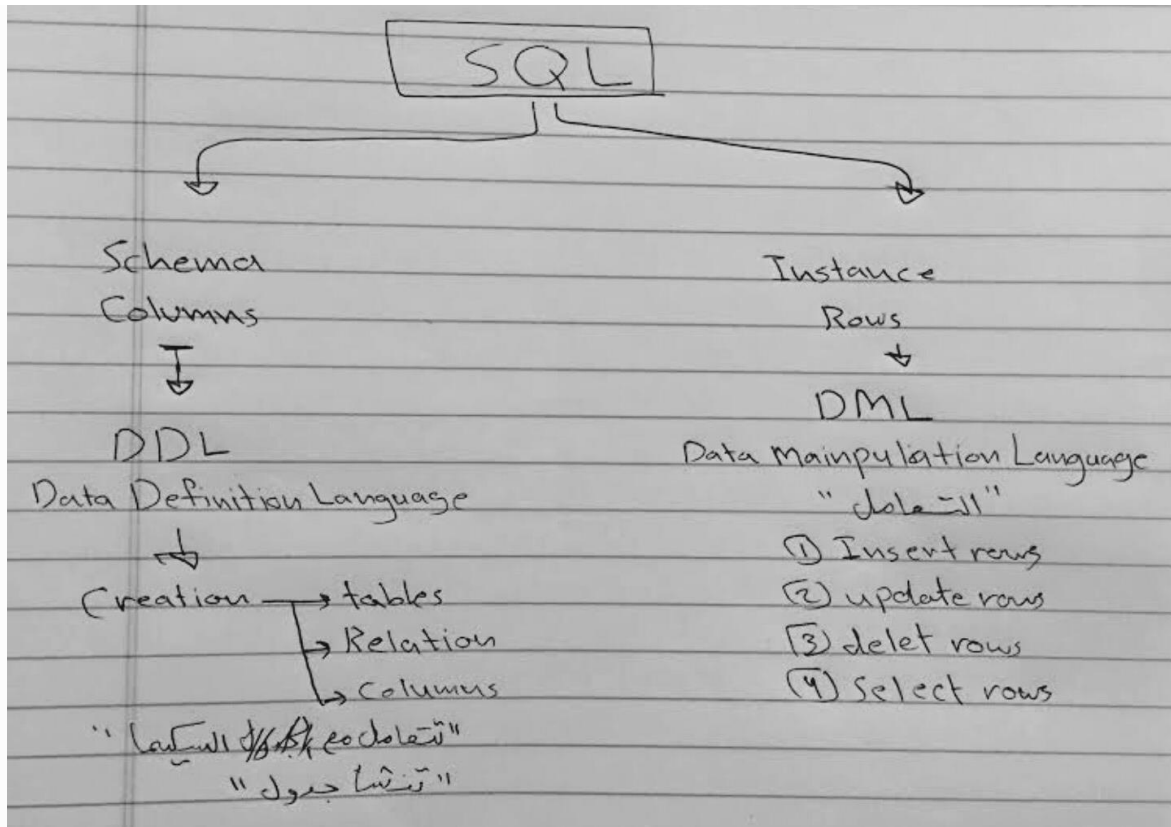 SQL
Schema
Columns
DDL
Data Definition Language
Creation
tables
Relation
Columns
"تتعامل مع السكيما"
"تنشأ جدول"
Instance
Rows
DML
Data Mainpulation Language
"التعامل"
① Insert rows
② update rows
③ delet rows
④ Select rows